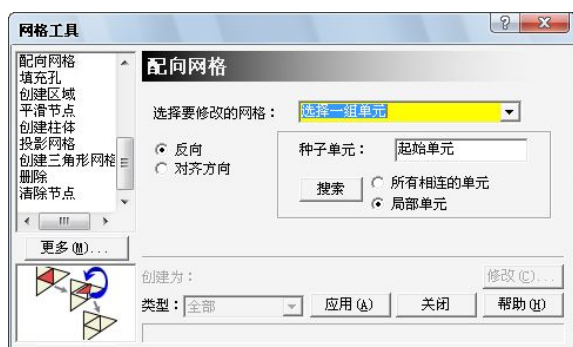 网格工具
配向网格
填充孔
创建区域
平滑节点
创建柱体
投影网格
创建三角形网格
删除
清除节点
更多(M)...
配向网格
选择要修改的网格：
选择一组单元
反向
对齐方向
种子单元：
起始单元
搜索
所有相连的单元
局部单元
创建为：
修改(C)...
类型：
全部
应用(A)
关闭
帮助(H)